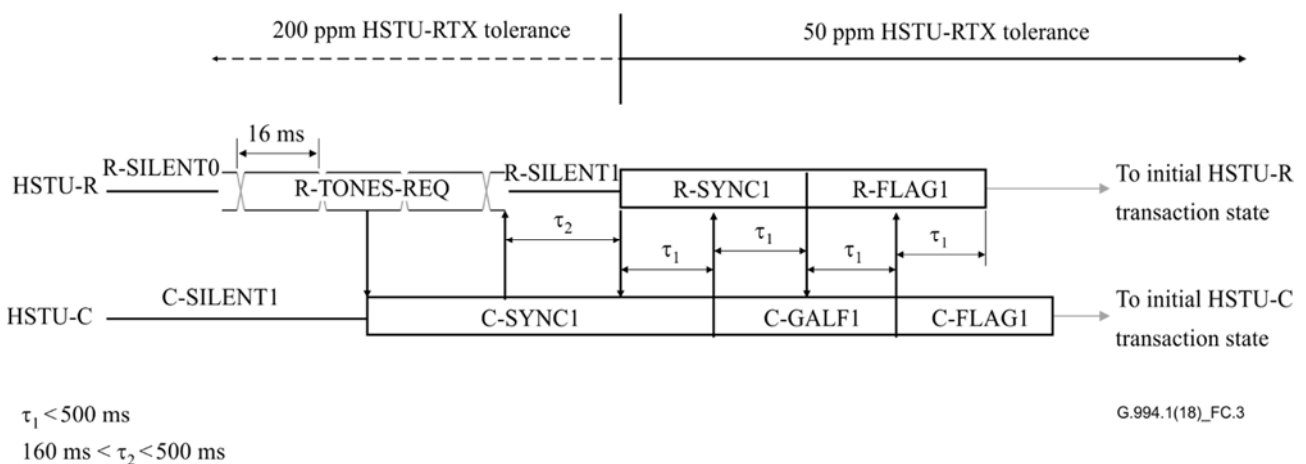 200 ppm HSTU-RTX tolerance
50 ppm HSTU-RTX tolerance
16 ms
R-SILENT0
R-SILENT1
HSTU-R
R-TONES-REQ
R-SYNC1
R-FLAG1
To initial HSTU-R
transaction state
τ2
τ1
τ1
τ1
τ1
C-SILENT1
HSTU-C
C-SYNC1
C-GALF1
C-FLAG1
To initial HSTU-C
transaction state
τ1 < 500 ms
160 ms < τ2 < 500 ms
G.994.1(18)_FC.3